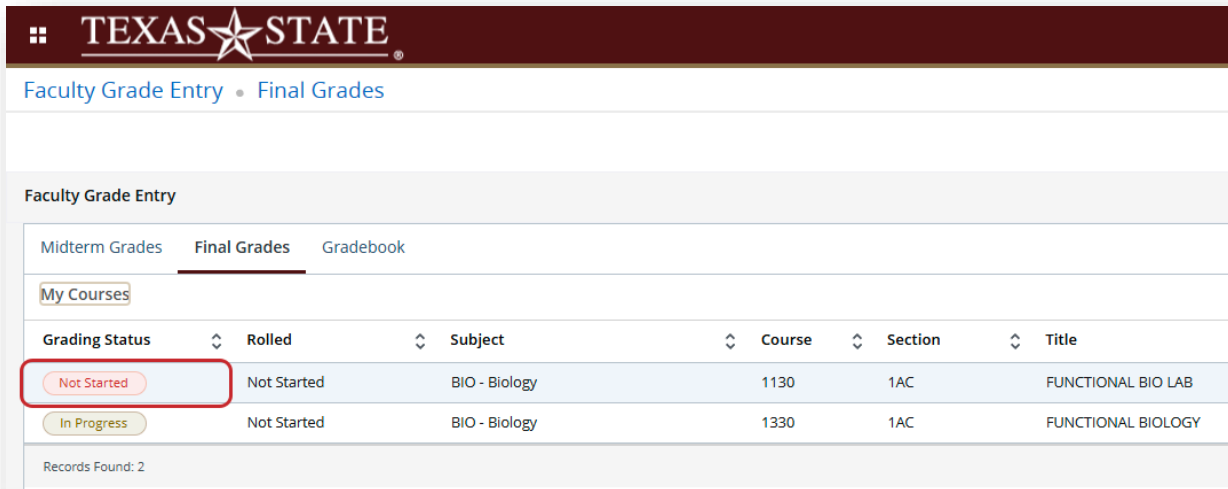 TEXAS STATE ®
Faculty Grade Entry • Final Grades
Faculty Grade Entry
Midterm Grades Final Grades Gradebook
My Courses
Grading Status Rolled Subject Course Section Title
Not Started Not Started BIO - Biology 1130 1AC FUNCTIONAL BIO LAB
In Progress Not Started BIO - Biology 1330 1AC FUNCTIONAL BIOLOGY
Records Found: 2